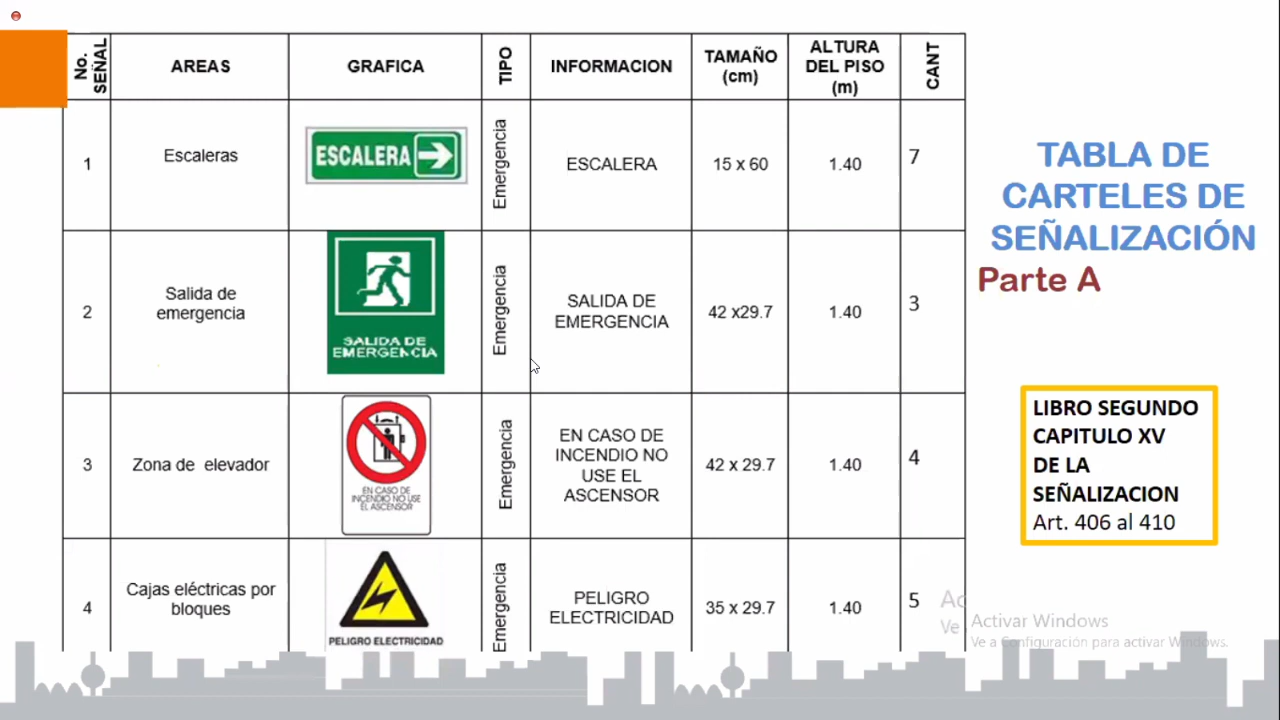 No.
SEÑAL
AREAS
GRAFICA
TIPO
INFORMACION
TAMAÑO
(cm)
ALTURA
DEL PISO
(m)
CANT
1
Escaleras
ESCALERA
Emergencia
ESCALERA
15 x 60
1.40
7
2
Salida de
emergencia
SALIDA DE
EMERGENCIA
Emergencia
SALIDA DE
EMERGENCIA
42 x29.7
1.40
3
3
Zona de elevador
EN CASO DE
INCENDIO NO USE
EL ASCENSOR
Emergencia
EN CASO DE
INCENDIO NO
USE EL
ASCENSOR
42 x 29.7
1.40
4
4
Cajas eléctricas por
bloques
PELIGRO ELECTRICIDAD
Emergencia
PELIGRO
ELECTRICIDAD
35 x 29.7
1.40
5
TABLA DE
CARTELES DE
SEÑALIZACIÓN
Parte A
LIBRO SEGUNDO
CAPITULO XV
DE LA
SEÑALIZACION
Art. 406 al 410
Ac
Ve
Activar Windows
Ve a Configuración para activar Windows.